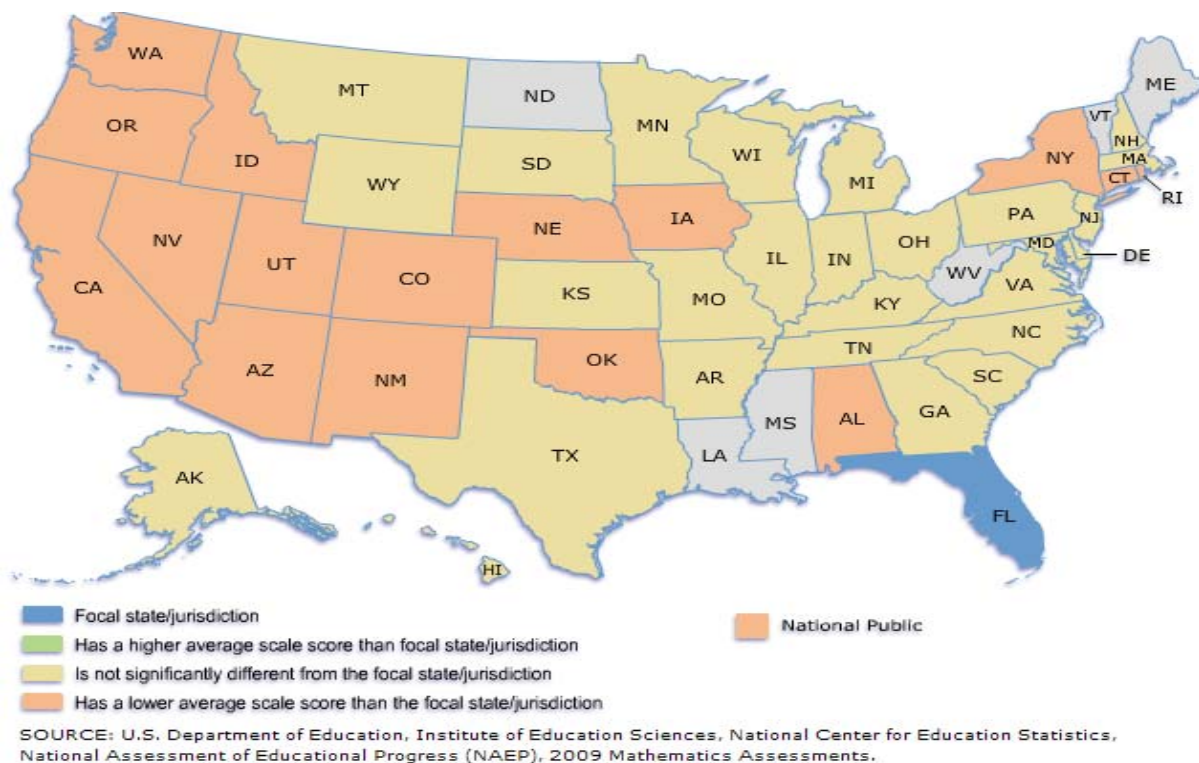 WA
MT
ND
ME
OR
MN
VT
ID
SD
WI
NH
WY
MI
NY
MA
CT
RI
NE
IA
PA
NJ
NV
UT
CO
IL
IN
OH
MD
DE
CA
KS
MO
WV
VA
KY
NC
AZ
NM
OK
AR
TN
SC
MS
AL
GA
TX
LA
AK
FL
HI
Focal state/jurisdiction
Has a higher average scale score than focal state/jurisdiction
Is not significantly different from the focal state/jurisdiction
Has a lower average scale score than the focal state/jurisdiction
National Public
SOURCE: U.S. Department of Education, Institute of Education Sciences, National Center for Education Statistics,
National Assessment of Educational Progress (NAEP), 2009 Mathematics Assessments.